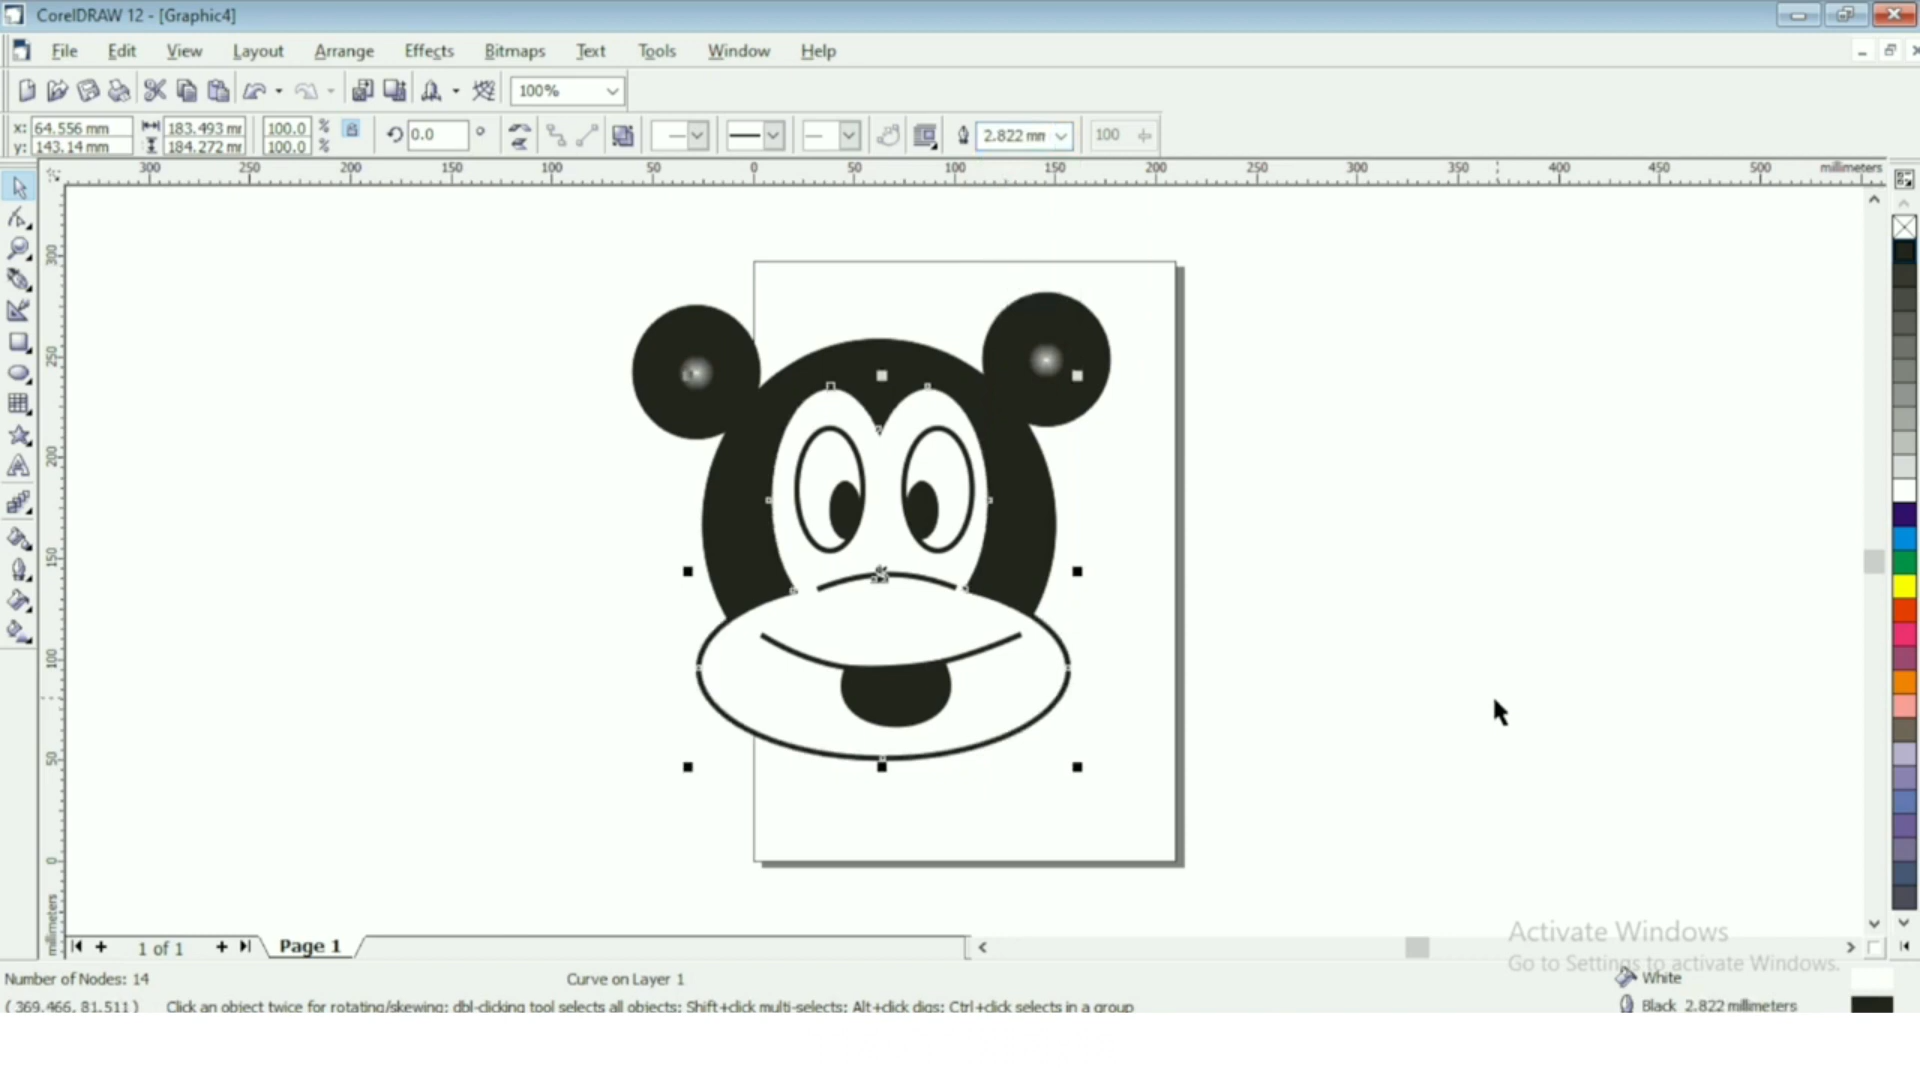 CorelDRAW 12 - [Graphic4]
File Edit View Layout Arrange Effects Bitmaps Text Tools Window Help
100%
x: 64.556 mm 183.493 mm 100.0 % 0.0 ° 2.822 mm 100
y: 143.14 mm 184.272 mm 100.0 %
300 250 200 150 100 50 0 50 100 150 200 250 300 350 400 450 500 millimeters
300
250
200
150
100
50
0
millimeters
1 of 1 Page 1
Activate Windows
Go to Settings to activate Windows.
Number of Nodes: 14 Curve on Layer 1 White
( 369.466, 81.511 ) Click an object twice for rotating/skewing; dbl-clicking tool selects all objects; Shift+click multi-selects; Alt+click digs; Ctrl+click selects in a group Black 2.822 millimeters